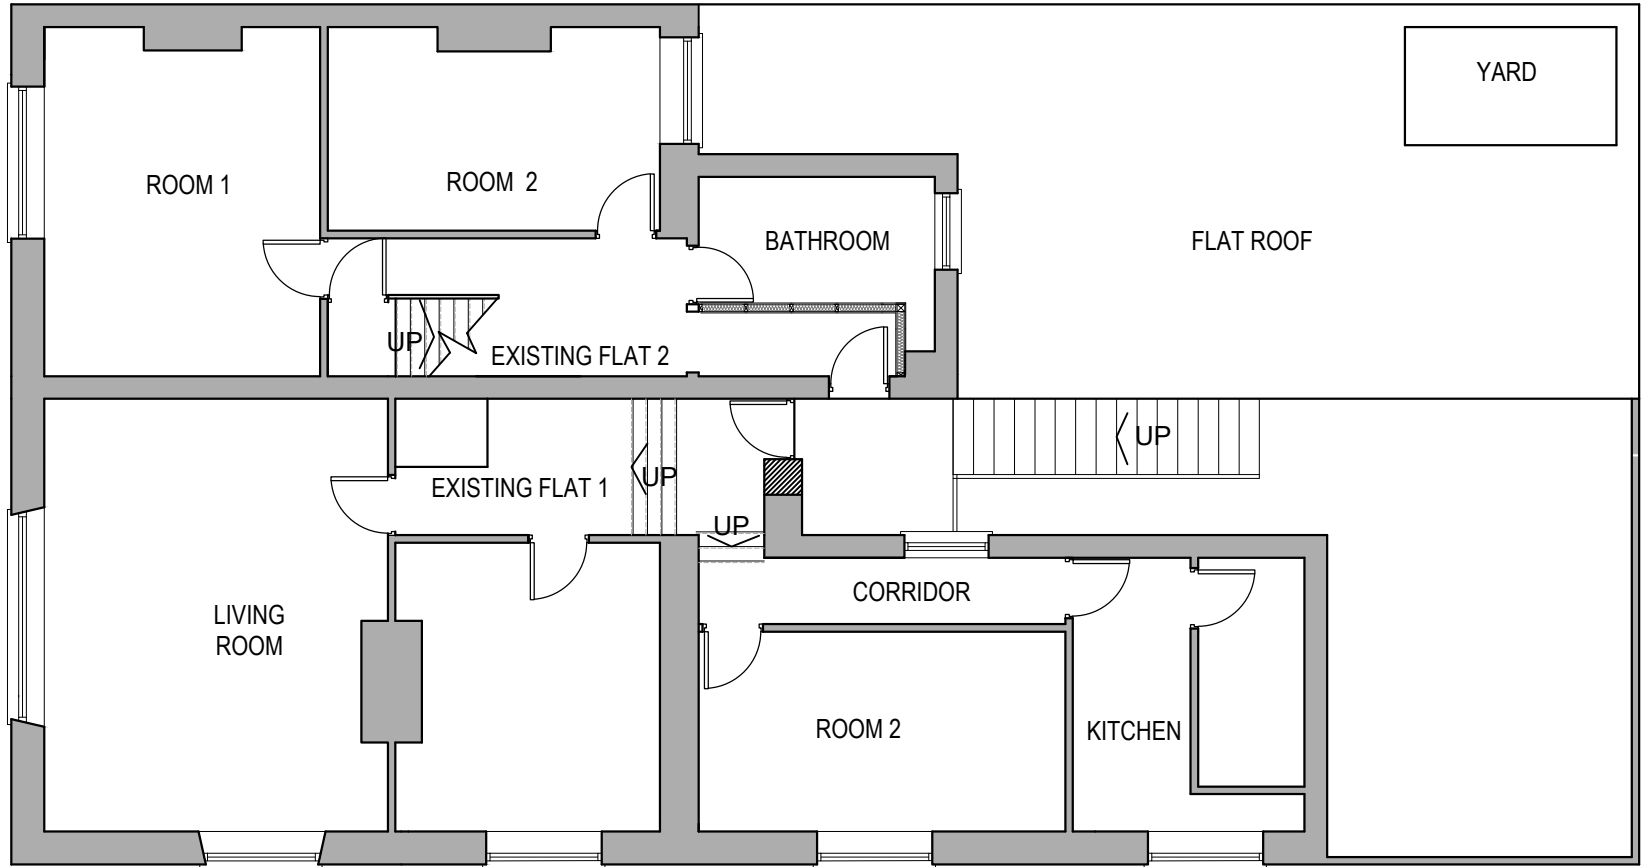 YARD
ROOM 1
ROOM 2
BATHROOM
FLAT ROOF
UP
EXISTING FLAT 2
UP
UP
EXISTING FLAT 1
UP
CORRIDOR
LIVING
ROOM
ROOM 2
KITCHEN